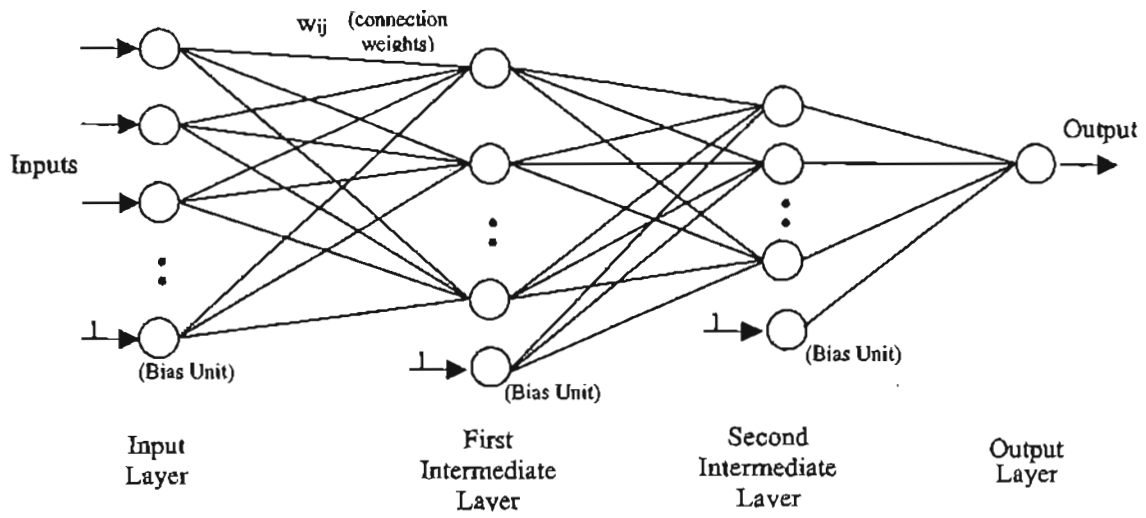 Wij (connection
weights)
Inputs
Output
1
(Bias Unit)
1
(Bias Unit)
1
(Bias Unit)
Input
Layer
First
Intermediate
Layer
Second
Intermediate
Layer
Output
Layer